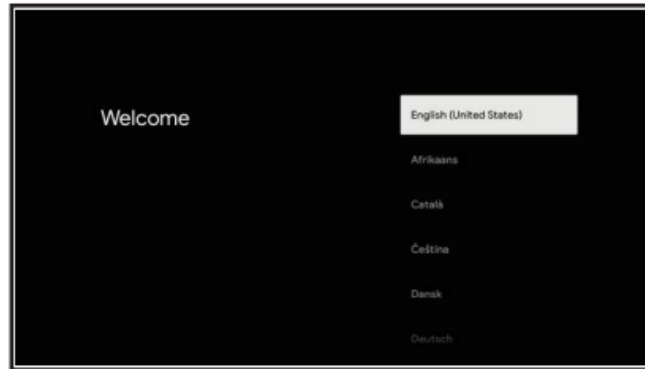 Welcome
English (United States)
Afrikaans
Català
Čeština
Dansk
Deutsch